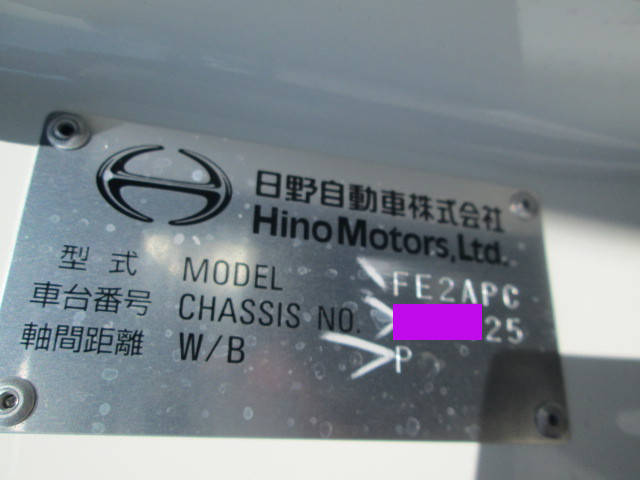 日野自動車株式会社
Hino Motors, Ltd.
型式 MODEL FE2APC
車台番号 CHASSIS NO. 25
軸間距離 W/B P